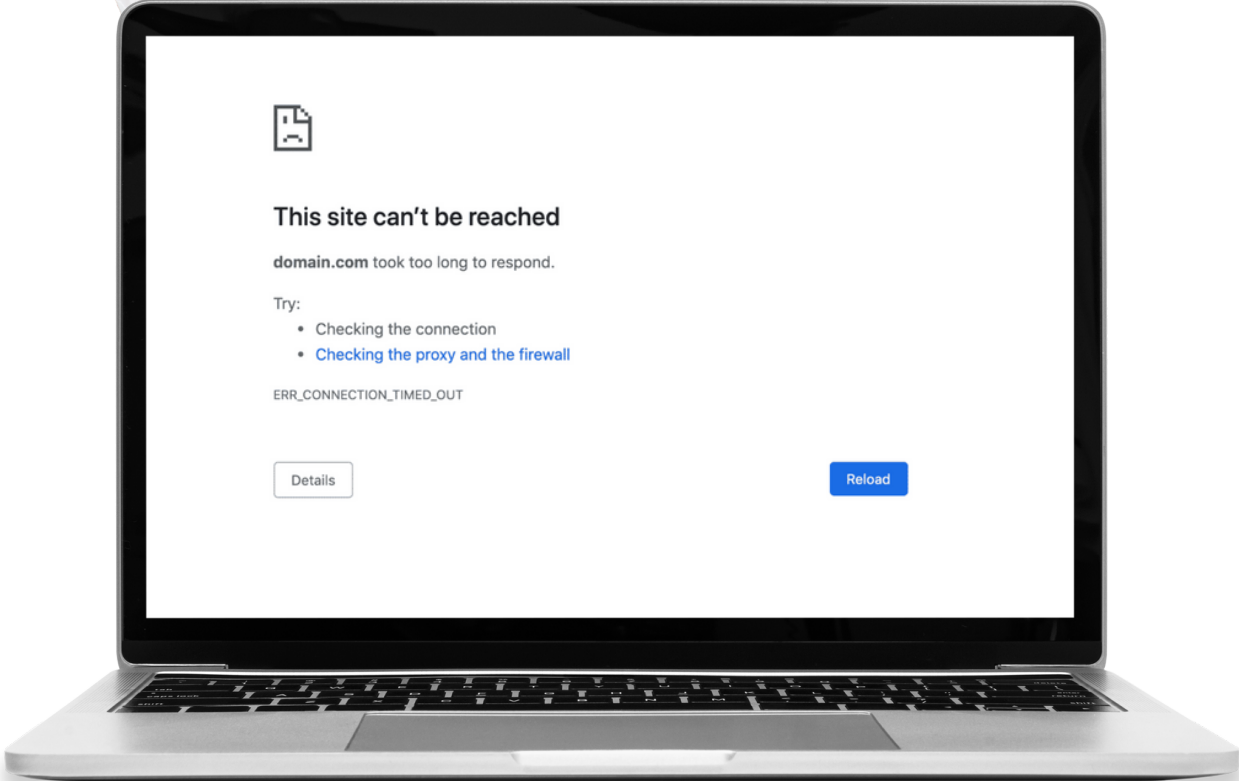 This site can't be reached
domain.com took too long to respond.
Try:
• Checking the connection
• Checking the proxy and the firewall
ERR_CONNECTION_TIMED_OUT
Details
Reload